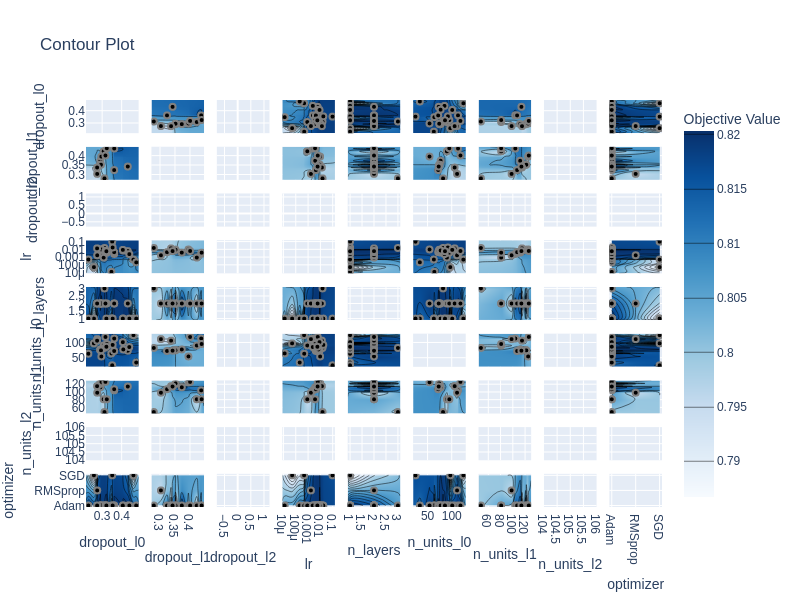 Contour Plot
Objective Value
dropout_l0
0.4
0.3
dropout_l1
0.4
0.35
0.3
dropout_l2
1
0.5
0
−0.5
lr
0.1
0.01
0.001
100μ
10μ
n_layers
3
2.5
2
1.5
1
n_units_l0
100
50
n_units_l1
120
100
80
60
n_units_l2
106
105.5
105
104.5
104
optimizer
SGD
RMSprop
Adam
0.82
0.815
0.81
0.805
0.8
0.795
0.79
0.3 0.4
0.3 0.35 0.4
−0.5 0 0.5 1
10μ 100μ 0.001 0.01 0.1
1 1.5 2 2.5 3
50 100
60 80 100 120
104 104.5 105 105.5 106
Adam RMSprop SGD
dropout_l0
dropout_l1
dropout_l2
lr
n_layers
n_units_l0
n_units_l1
n_units_l2
optimizer